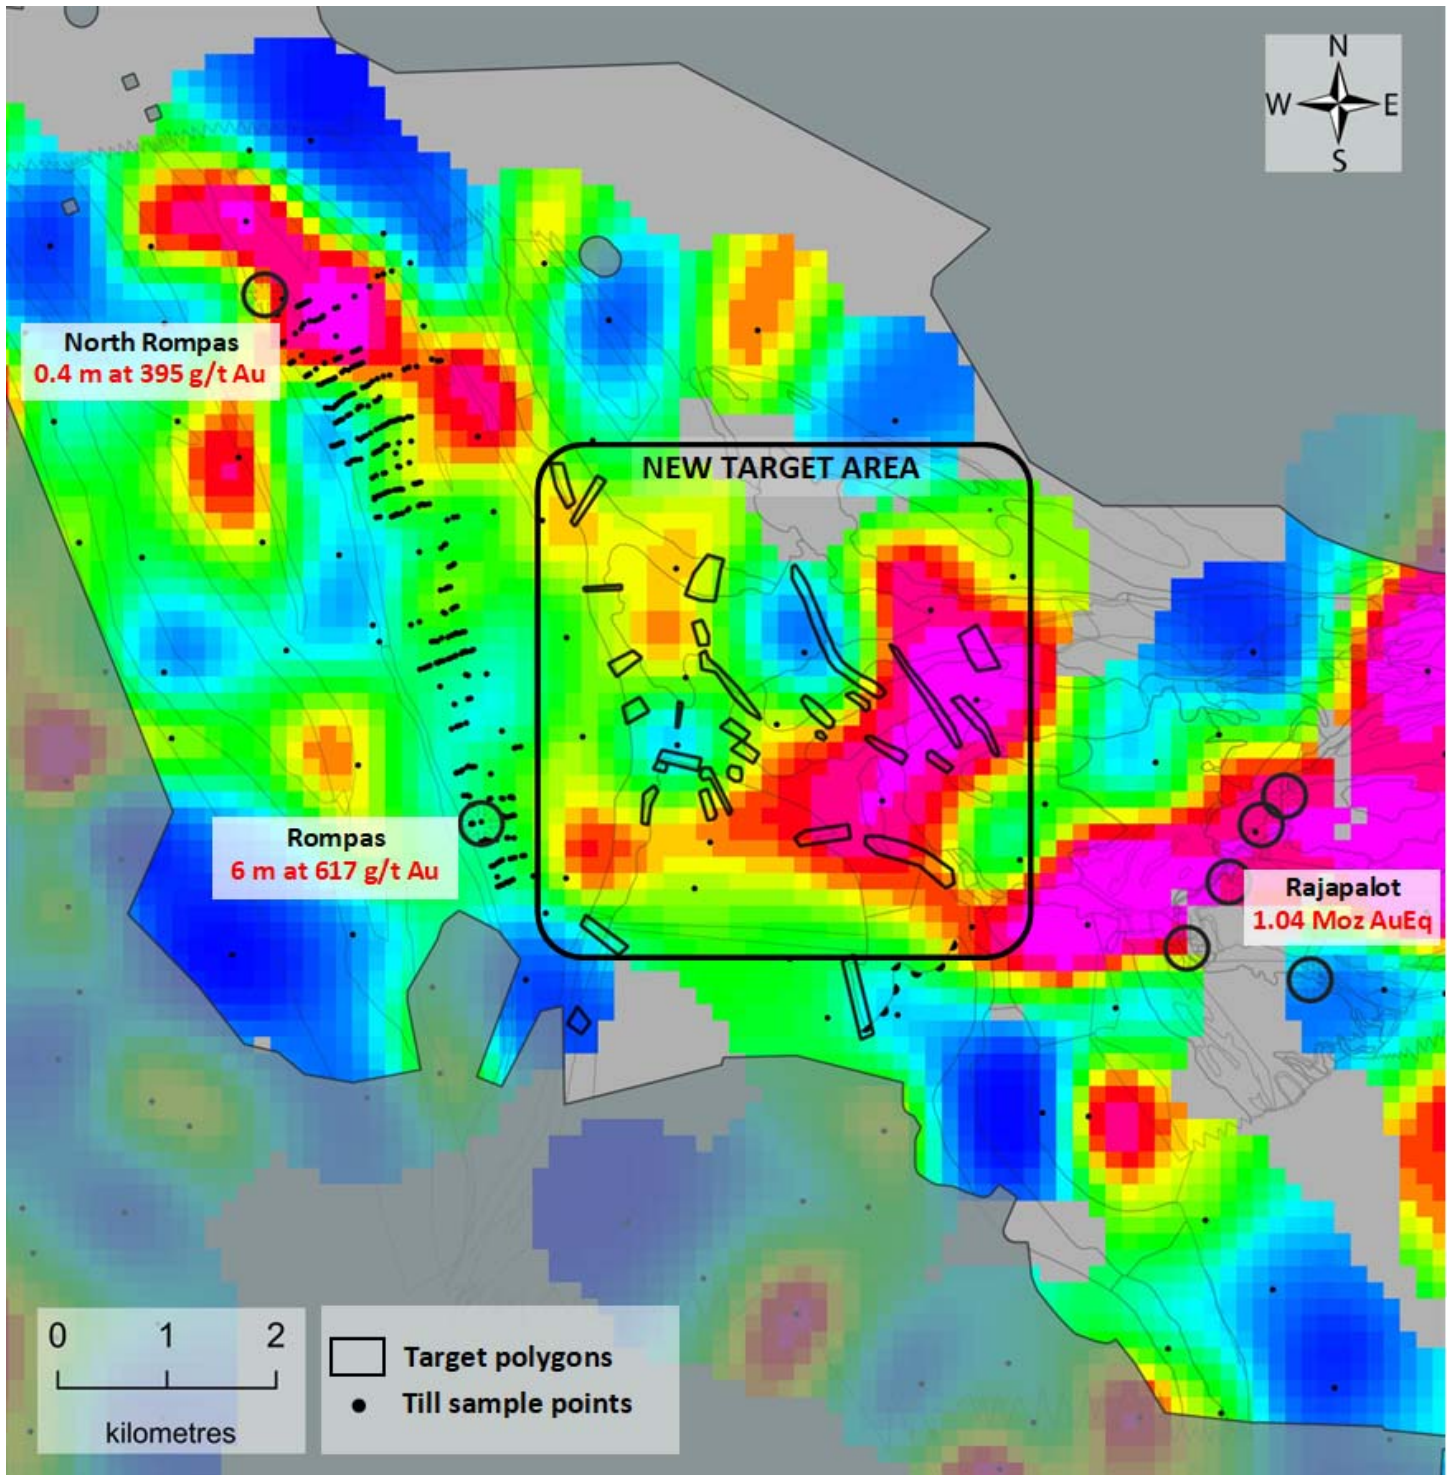 N
W E
S
North Rompas
0.4 m at 395 g/t Au
NEW TARGET AREA
Rompas
6 m at 617 g/t Au
Rajapalot
1.04 Moz AuEq
0 1 2
kilometres
Target polygons
Till sample points